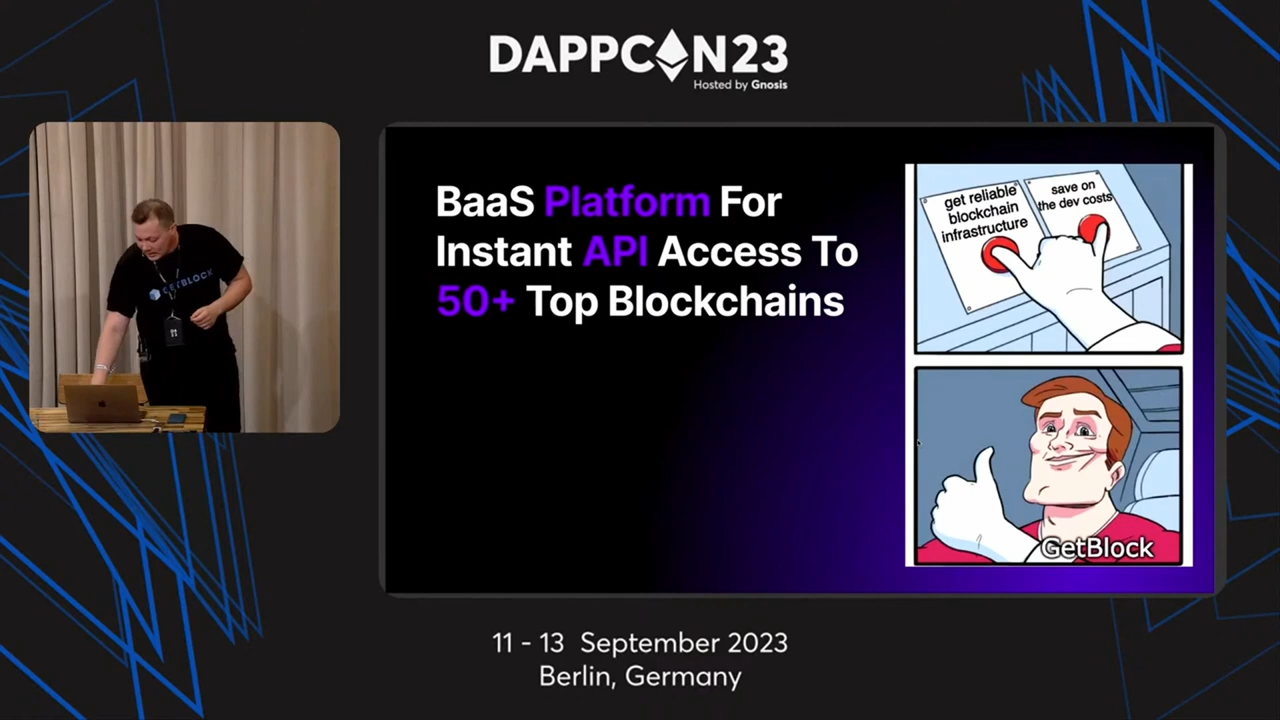 DAPPCON23
Hosted by Gnosis
GETBLOCK
BaaS Platform For
Instant API Access To
50+ Top Blockchains
get reliable
blockchain
infrastructure
save on
the dev costs
GetBlock
11 - 13 September 2023
Berlin, Germany